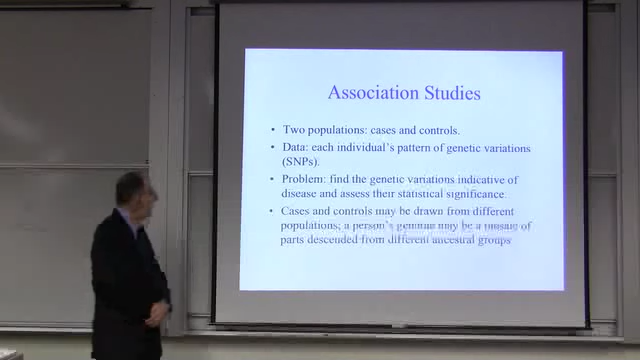 Association Studies
• Two populations: cases and controls.
• Data: each individual's pattern of genetic variations
(SNPs).
• Problem: find the genetic variations indicative of
disease and assess their statistical significance.
• Cases and controls may be drawn from different
populations; a person's genome may be a mosaic of
parts descended from different ancestral groups